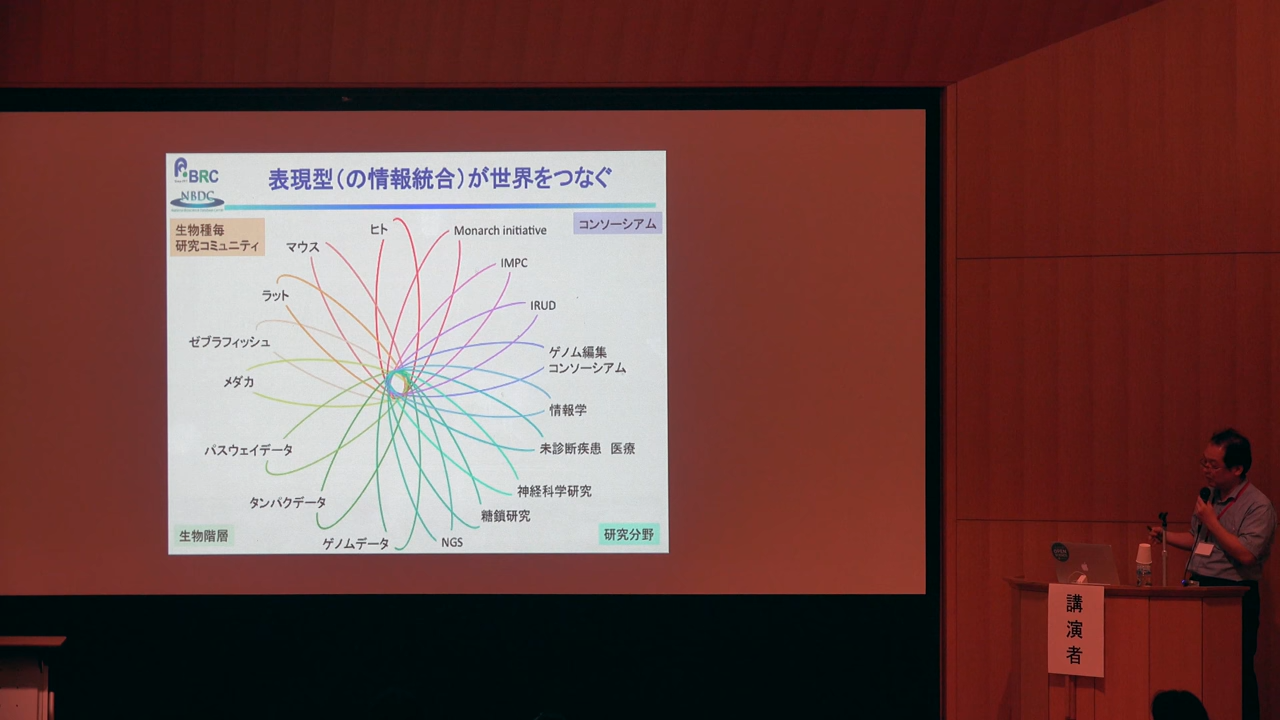 BRC
NBDC
表現型（の情報統合）が世界をつなぐ
生物種毎
研究コミュニティ
コンソーシアム
ヒト
Monarch initiative
マウス
IMPC
ラット
IRUD
ゼブラフィッシュ
ゲノム編集
コンソーシアム
メダカ
情報学
パスウェイデータ
未診断疾患 医療
タンパクデータ
神経科学研究
糖鎖研究
ゲノムデータ
NGS
生物階層
研究分野
講演者